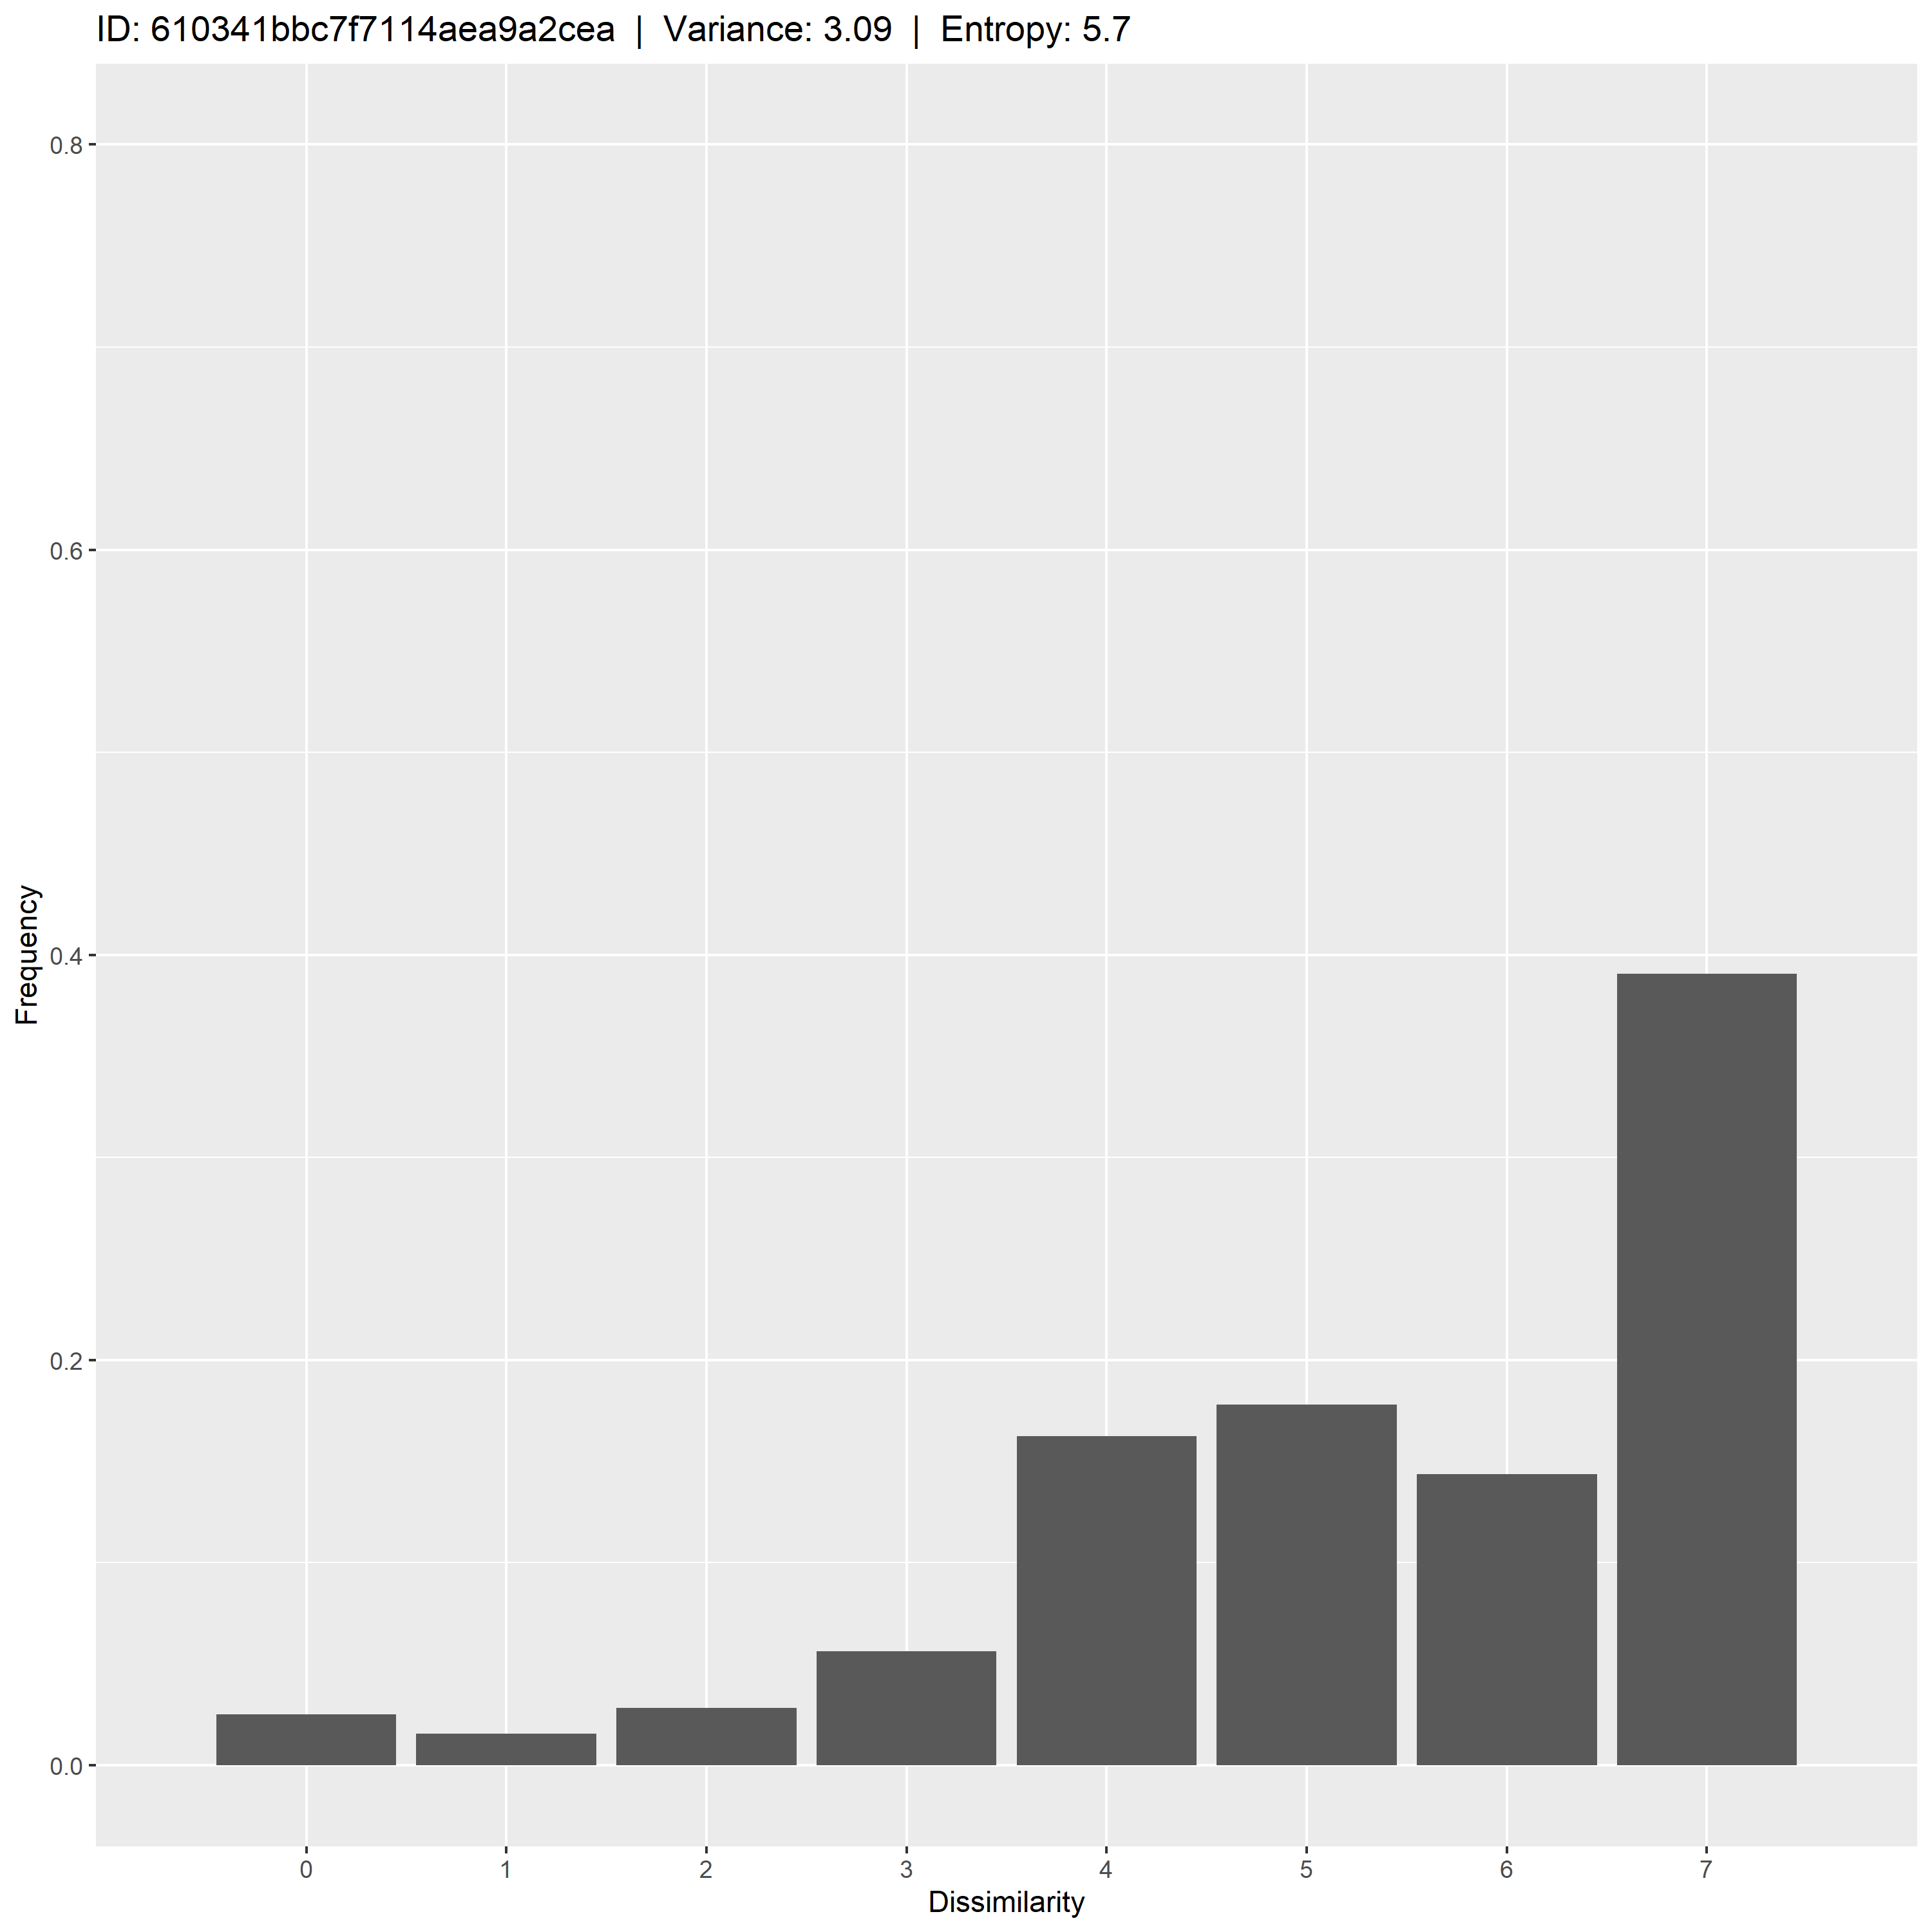 ID: 610341bbc7f7114aea9a2cea | Variance: 3.09 | Entropy: 5.7
0.8
0.6
0.4
0.2
0.0
Frequency
0 1 2 3 4 5 6 7
Dissimilarity